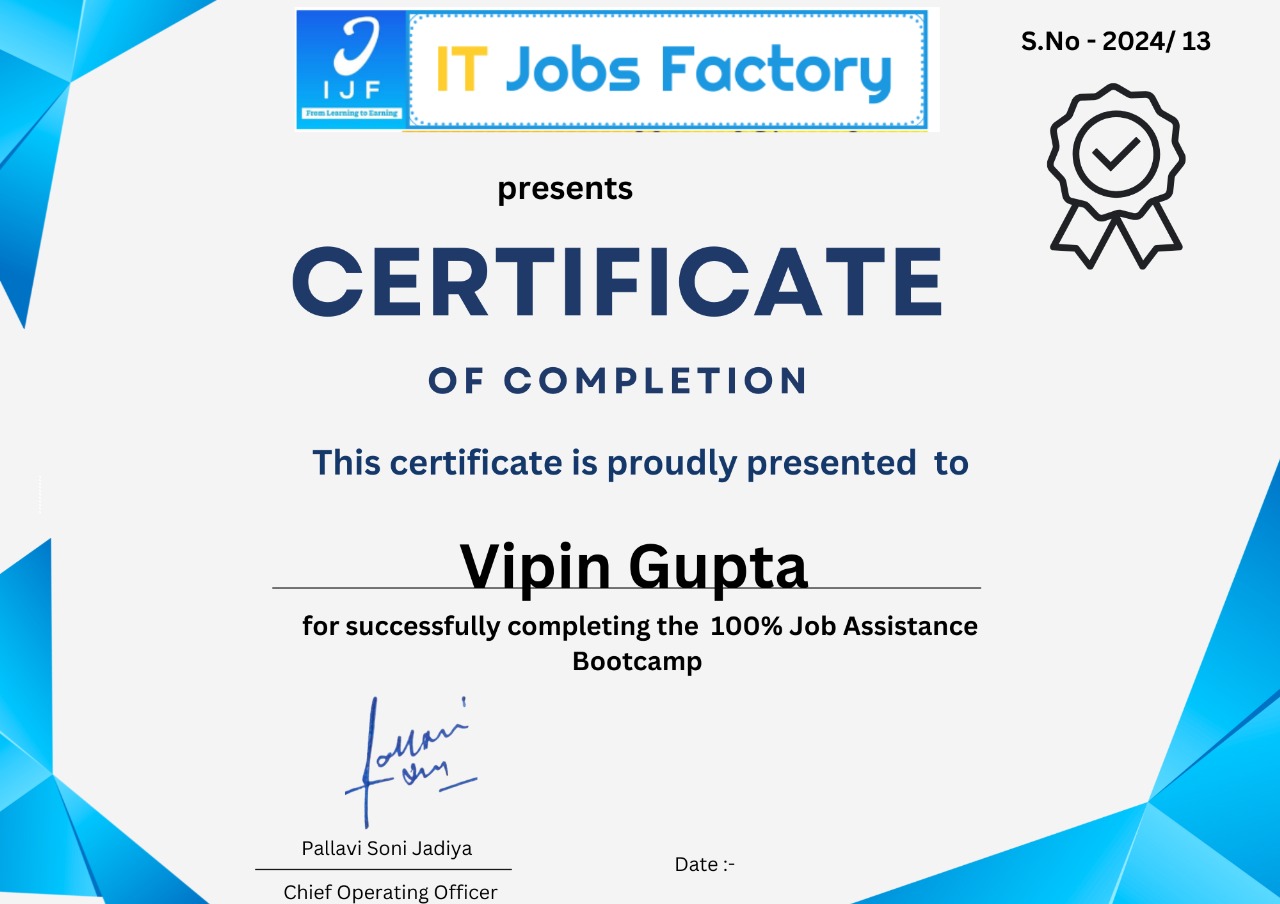 S.No - 2024/ 13
IJF
From Learning to Earning
IT Jobs Factory
presents
CERTIFICATE
OF COMPLETION
This certificate is proudly presented to
Vipin Gupta
for successfully completing the 100% Job Assistance
Bootcamp
Pallavi Soni
Pallavi Soni Jadiya
Chief Operating Officer
Date :-